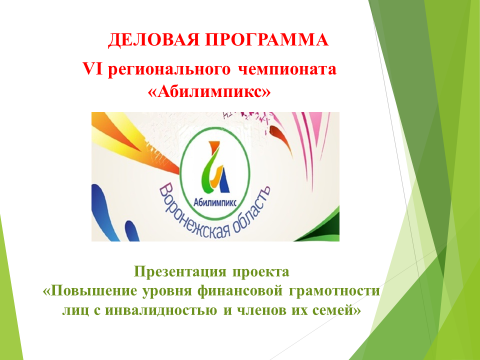 ДЕЛОВАЯ ПРОГРАММА
VI регионального чемпионата
«Абилимпикс»
Абилимпикс
Воронежская область
Презентация проекта
«Повышение уровня финансовой грамотности
лиц с инвалидностью и членов их семей»